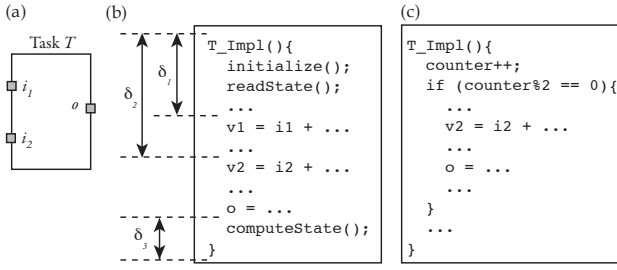 (a)
Task T
i1
i2
o
(b)
δ1
δ2
δ3
T_Impl(){
initialize();
readState();
...
v1 = i1 + ...
...
v2 = i2 + ...
...
o = ...
computeState();
}
(c)
T_Impl(){
counter++;
if (counter%2 == 0){
...
v2 = i2 + ...
...
o = ...
...
}
...
}